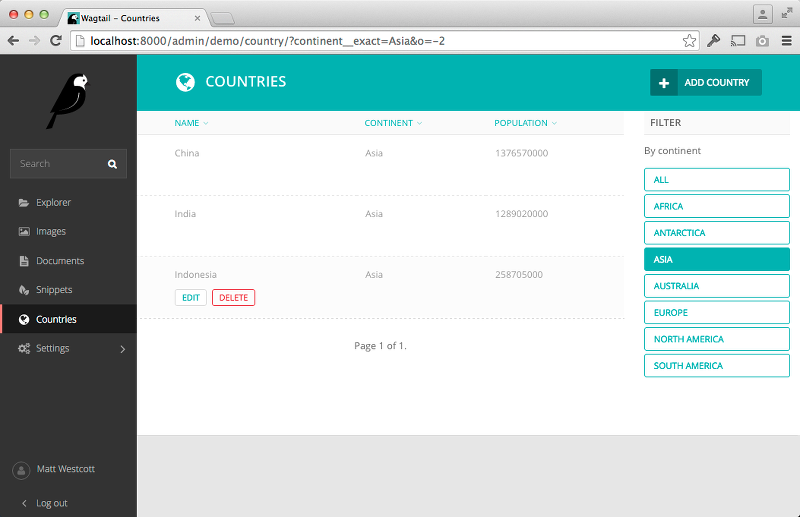 Wagtail – Countries
localhost:8000/admin/demo/country/?continent__exact=Asia&o=-2
COUNTRIES
ADD COUNTRY
Search
Explorer
Images
Documents
Snippets
Countries
Settings
Matt Westcott
Log out
NAME CONTINENT POPULATION
China Asia 1376570000
India Asia 1289020000
Indonesia Asia 258705000
EDIT DELETE
Page 1 of 1.
FILTER
By continent
ALL
AFRICA
ANTARCTICA
ASIA
AUSTRALIA
EUROPE
NORTH AMERICA
SOUTH AMERICA